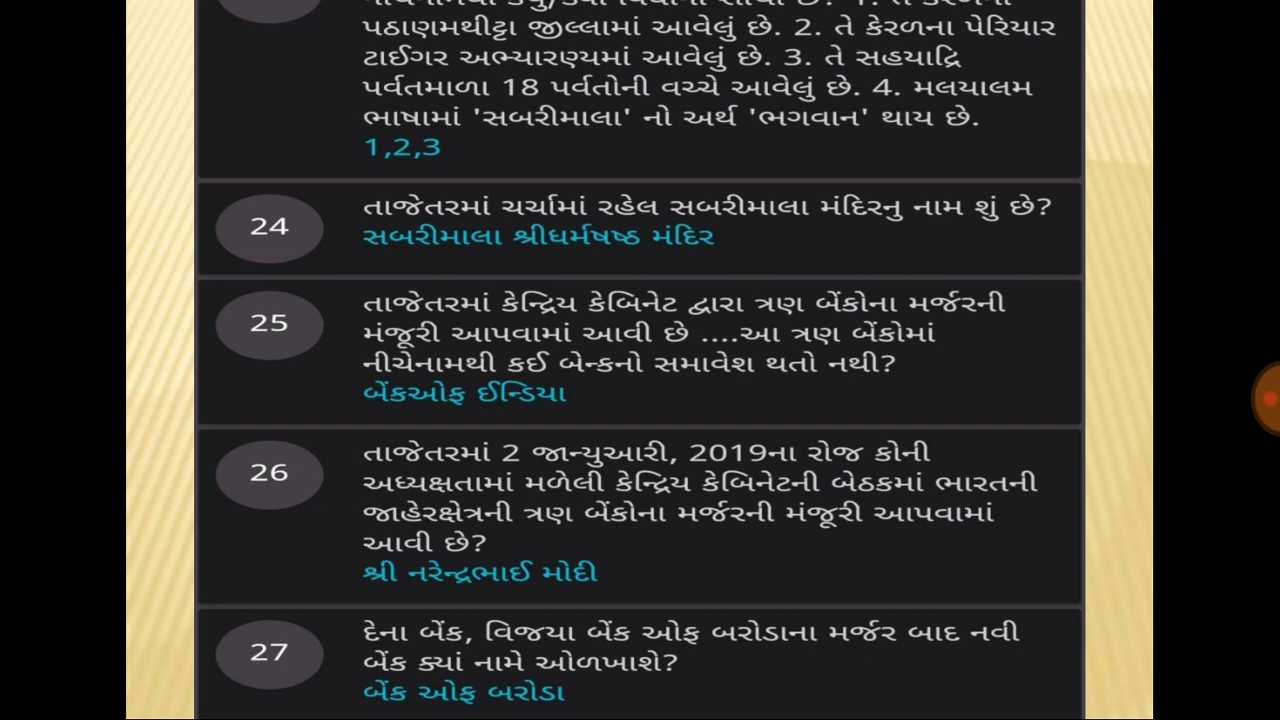 પઠાણમથીટ્ટા જીલ્લામાં આવેલું છે. 2. તે કેરળના પેરિયાર
ટાઈગર અભ્યારણ્યમાં આવેલું છે. 3. તે સહયાદ્રિ
પર્વતમાળા 18 પર્વતોની વચ્ચે આવેલું છે. 4. મલયાલમ
ભાષામાં 'સબરીમાલા' નો અર્થ 'ભગવાન' થાય છે.
1,2,3
24
તાજેતરમાં ચર્ચામાં રહેલ સબરીમાલા મંદિરનુ નામ શું છે?
સબરીમાલા શ્રીધર્મષષ્ઠ મંદિર
25
તાજેતરમાં કેન્દ્રિય કેબિનેટ દ્વારા ત્રણ બેંકોના મર્જરની
મંજૂરી આપવામાં આવી છે ....આ ત્રણ બેંકોમાં
નીચેનામથી કઈ બેન્કનો સમાવેશ થતો નથી?
બેંકઓફ ઈન્ડિયા
26
તાજેતરમાં 2 જાન્યુઆરી, 2019ના રોજ કોની
અધ્યક્ષતામાં મળેલી કેન્દ્રિય કેબિનેટની બેઠકમાં ભારતની
જાહેરક્ષેત્રની ત્રણ બેંકોના મર્જરની મંજૂરી આપવામાં
આવી છે?
શ્રી નરેન્દ્રભાઈ મોદી
27
દેના બેંક, વિજયા બેંક ઓફ બરોડાના મર્જર બાદ નવી
બેંક ક્યાં નામે ઓળખાશે?
બેંક ઓફ બરોડા